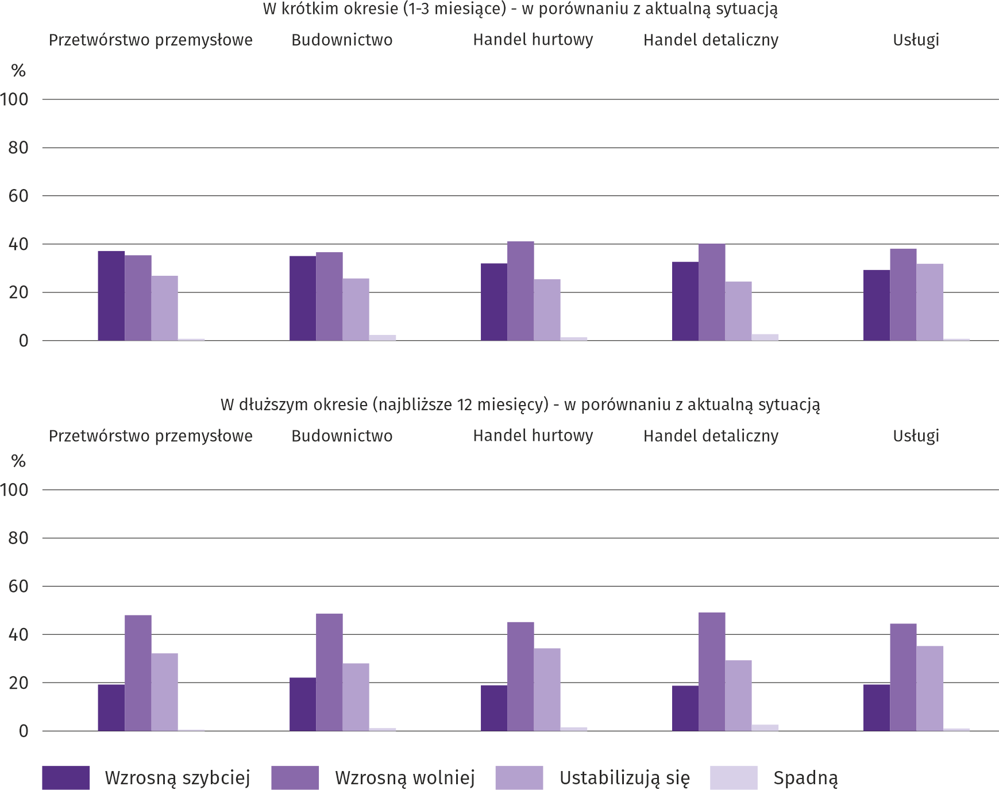 W krótkim okresie (1-3 miesiące) - w porównaniu z aktualną sytuacją
Przetwórstwo przemysłowe Budownictwo Handel hurtowy Handel detaliczny Usługi
%
100
80
60
40
20
0
W dłuższym okresie (najbliższe 12 miesięcy) - w porównaniu z aktualną sytuacją
Przetwórstwo przemysłowe Budownictwo Handel hurtowy Handel detaliczny Usługi
%
100
80
60
40
20
0
Wzrosną szybciej Wzrosną wolniej Ustabilizują się Spadną